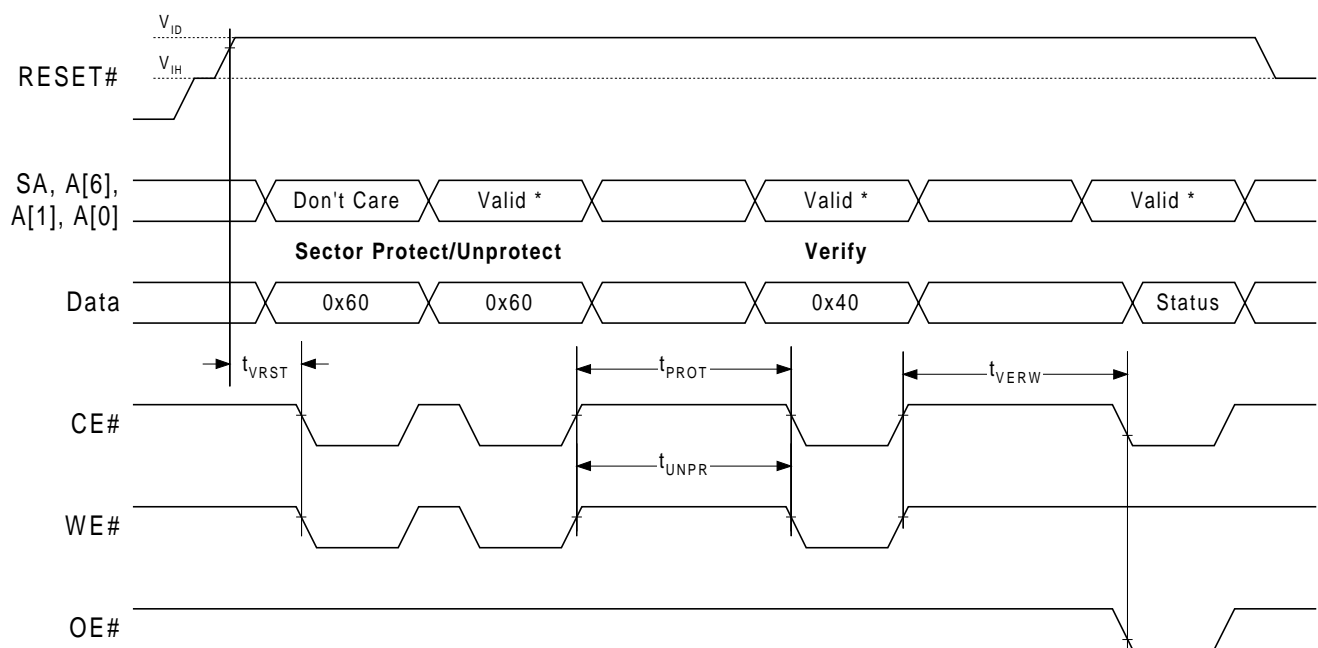 V_ID
V_IH
RESET#
SA, A[6],
A[1], A[0]
Don't Care
Valid *
Valid *
Valid *
Sector Protect/Unprotect
Verify
Data
0x60
0x60
0x40
Status
t_VRST
t_PROT
t_VERW
CE#
t_UNPR
WE#
OE#